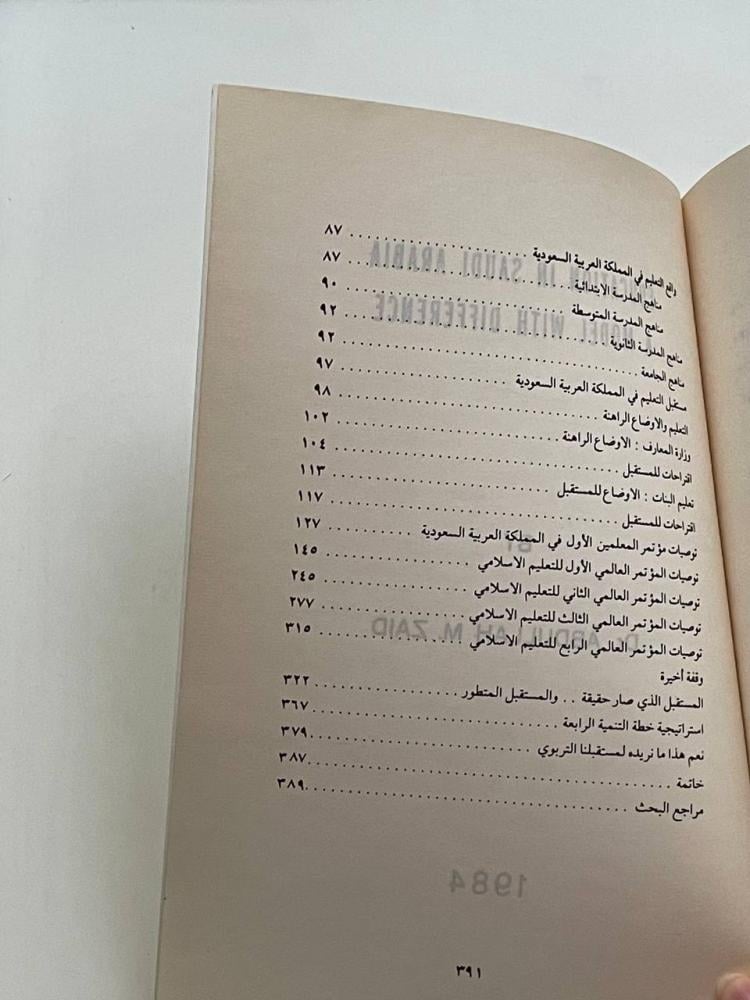 واقع التعليم في المملكة العربية السعودية ........ ٨٧
مناهج المدرسة الابتدائية ........ ٨٧
مناهج المدرسة المتوسطة ........ ٩٠
مناهج المدرسة الثانوية ........ ٩٢
مناهج الجامعة ........ ٩٢
مستقبل التعليم في المملكة العربية السعودية ........ ٩٧
التعليم والاوضاع الراهنة ........ ٩٨
وزارة المعارف : الاوضاع الراهنة ........ ١٠٢
اقتراحات للمستقبل ........ ١٠٤
تعليم البنات : الاوضاع للمستقبل ........ ١١٣
اقتراحات للمستقبل ........ ١١٧
توصيات مؤتمر المعلمين الأول في المملكة العربية السعودية ........ ١٢٧
توصيات المؤتمر العالمي الأول للتعليم الاسلامي ........ ١٤٥
توصيات المؤتمر العالمي الثاني للتعليم الاسلامي ........ ٢٤٥
توصيات المؤتمر العالمي الثالث للتعليم الاسلامي ........ ٢٧٧
توصيات المؤتمر العالمي الرابع للتعليم الاسلامي ........ ٣١٥
وقفة أخيرة
المستقبل الذي صار حقيقة .. والمستقبل المتطور ........ ٣٢٢
استراتيجية خطة التنمية الرابعة ........ ٣٦٧
نعم هذا ما نريده لمستقبلنا التربوي ........ ٣٧٩
خاتمة ........ ٣٨٧
مراجع البحث ........ ٣٨٩
٣٩١